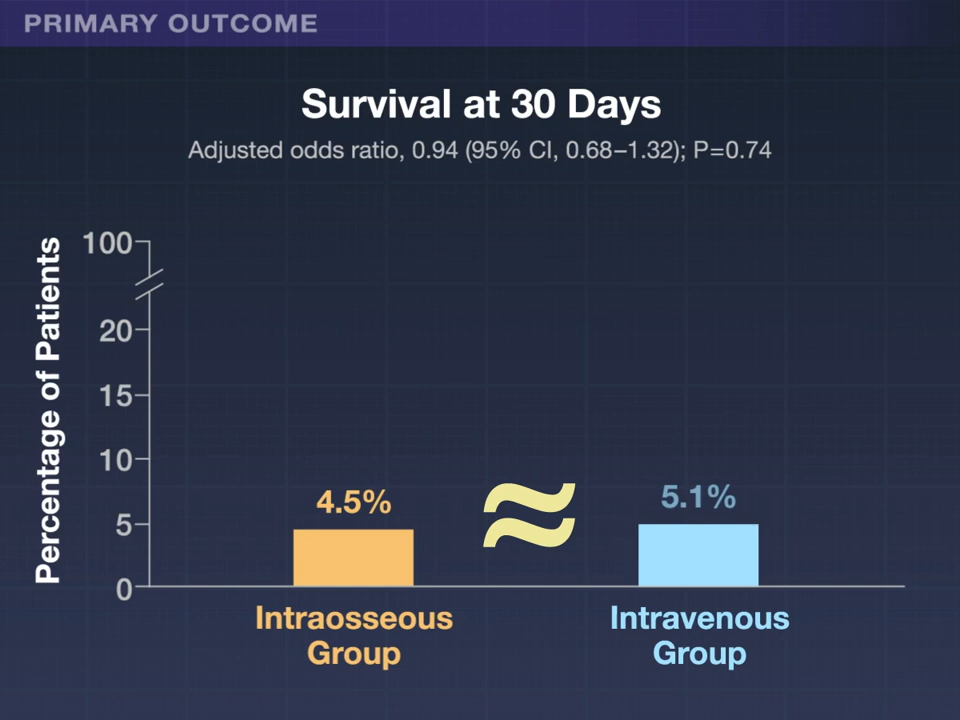 PRIMARY OUTCOME
Survival at 30 Days
Adjusted odds ratio, 0.94 (95% CI, 0.68–1.32); P=0.74
Percentage of Patients
100
20
15
10
5
0
4.5%
≈
5.1%
Intraosseous
Group
Intravenous
Group